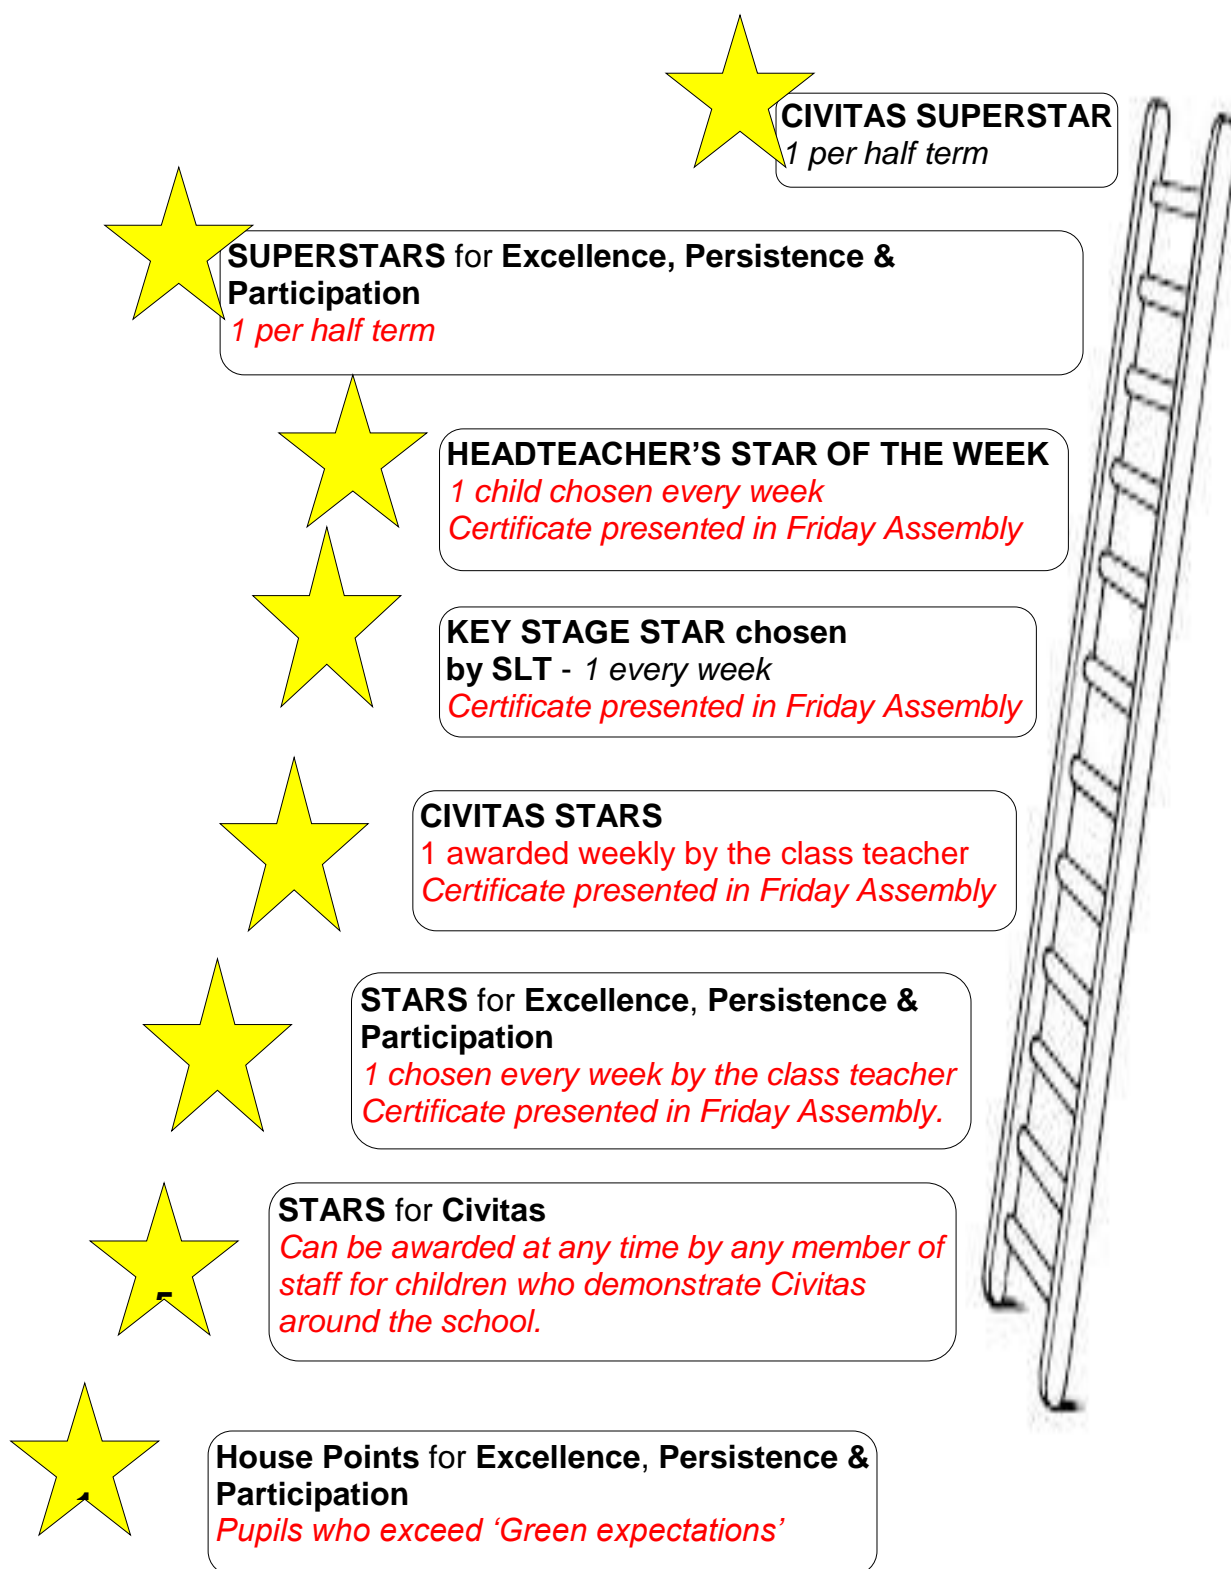 CIVITAS SUPERSTAR
1 per half term
SUPERSTARS for Excellence, Persistence &
Participation
1 per half term
HEADTEACHER’S STAR OF THE WEEK
1 child chosen every week
Certificate presented in Friday Assembly
KEY STAGE STAR chosen
by SLT - 1 every week
Certificate presented in Friday Assembly
CIVITAS STARS
1 awarded weekly by the class teacher
Certificate presented in Friday Assembly
STARS for Excellence, Persistence &
Participation
1 chosen every week by the class teacher
Certificate presented in Friday Assembly.
STARS for Civitas
Can be awarded at any time by any member of
staff for children who demonstrate Civitas
around the school.
House Points for Excellence, Persistence &
Participation
Pupils who exceed ‘Green expectations’